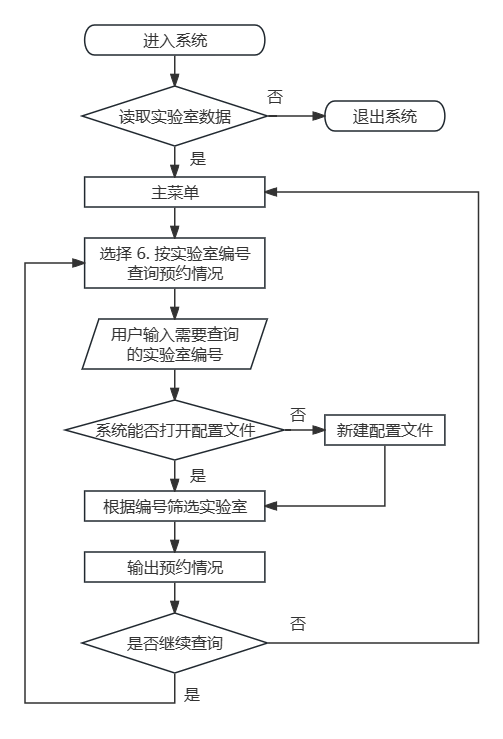 进入系统
否
读取实验室数据
退出系统
是
主菜单
选择 6. 按实验室编号
查询预约情况
用户输入需要查询
的实验室编号
否
系统能否打开配置文件
新建配置文件
是
根据编号筛选实验室
输出预约情况
否
是否继续查询
是